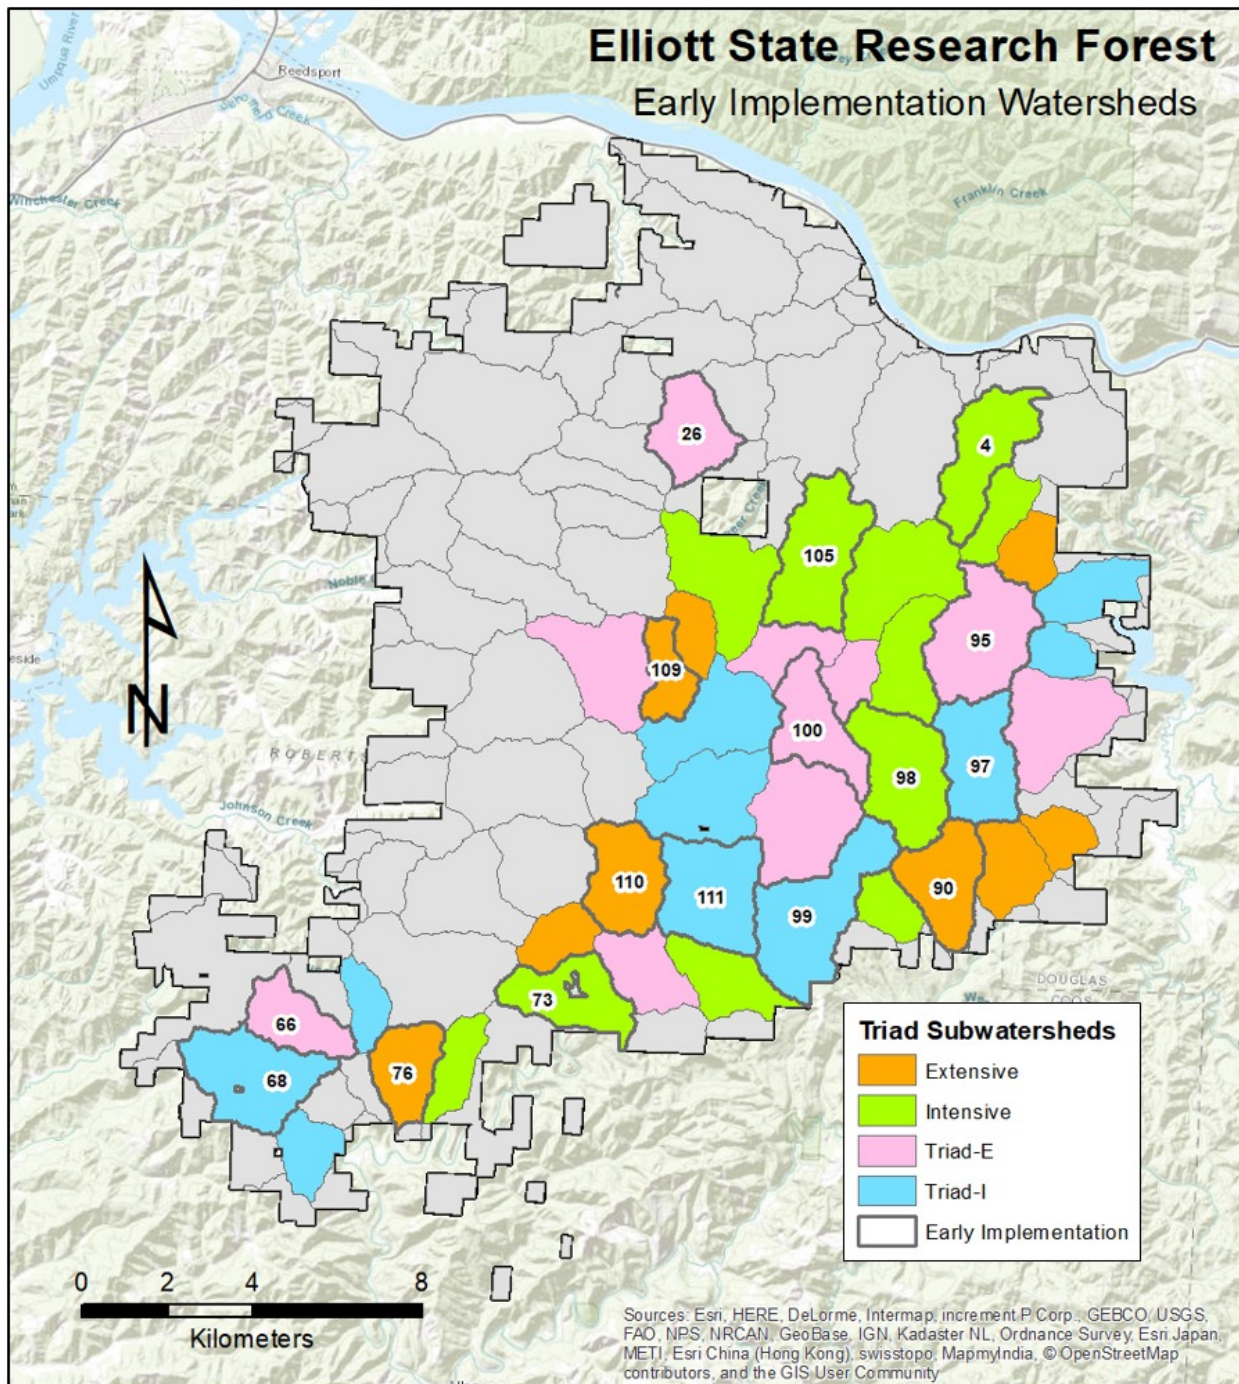 Elliott State Research Forest
Early Implementation Watersheds
Umpqua River
Reedsport
Winchester Creek
Franklin Creek
26
4
105
95
109
100
98
97
110
111
90
99
73
66
76
68
Noble
eside
ROBERTS
Johnson Creek
DOUGLAS
COOS
Triad Subwatersheds
Extensive
Intensive
Triad-E
Triad-I
Early Implementation
N
0 2 4 8
Kilometers
Sources: Esri, HERE, DeLorme, Intermap, increment P Corp., GEBCO, USGS,
FAO, NPS, NRCAN, GeoBase, IGN, Kadaster NL, Ordnance Survey, Esri Japan,
METI, Esri China (Hong Kong), swisstopo, MapmyIndia, © OpenStreetMap
contributors, and the GIS User Community